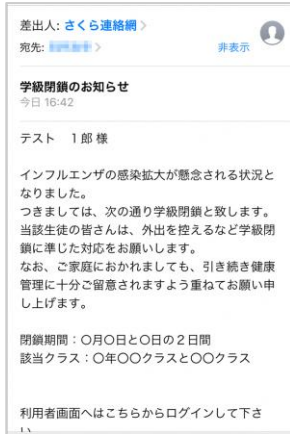 差出人: さくら連絡網
宛先:
非表示
学級閉鎖のお知らせ
今日 16:42
テスト 1郎 様
インフルエンザの感染拡大が懸念される状況と
なりました。
つきましては、次の通り学級閉鎖と致します。
当該生徒の皆さんは、外出を控えるなど学級閉
鎖に準じた対応をお願いします。
なお、ご家庭におかれましても、引き続き健康
管理に十分ご留意されますよう重ねてお願い申
し上げます。
閉鎖期間：〇月〇日と〇日の２日間
該当クラス：〇年〇〇クラスと〇〇クラス
利用者画面へはこちらからログインして下さ